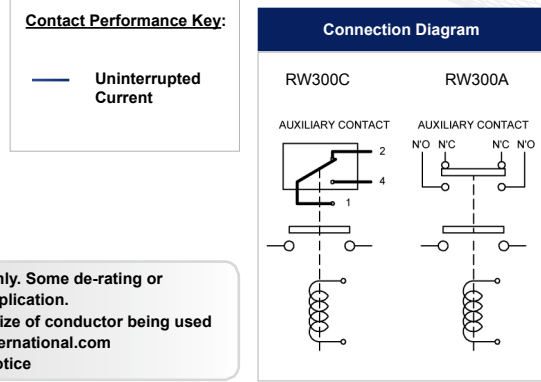 Contact Performance Key:
Uninterrupted
Current
nly. Some de-rating or
plication.
ize of conductor being used
ernational.com
otice
Connection Diagram
RW300C
RW300A
AUXILIARY CONTACT
AUXILIARY CONTACT
2
4
1
N'O N'C N'C N'O